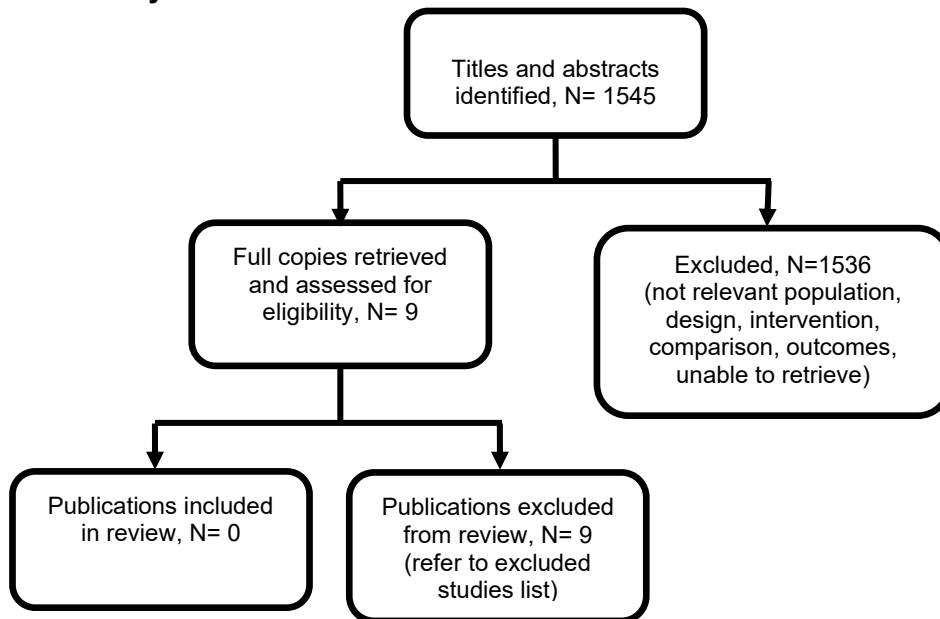 Titles and abstracts
identified, N= 1545
Full copies retrieved
and assessed for
eligibility, N= 9
Excluded, N=1536
(not relevant population,
design, intervention,
comparison, outcomes,
unable to retrieve)
Publications included
in review, N= 0
Publications excluded
from review, N= 9
(refer to excluded
studies list)